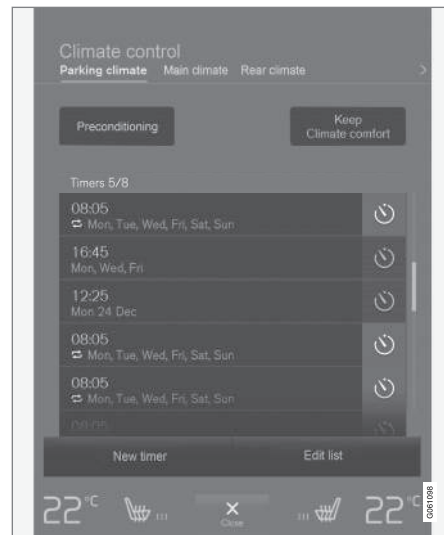 Climate control
Parking climate Main climate Rear climate
Preconditioning
Keep
Climate comfort
Timers 5/8
08:05
Mon, Tue, Wed, Fri, Sat, Sun
16:45
Mon, Wed, Fri
12:25
Mon 24 Dec
08:05
Mon, Tue, Wed, Fri, Sat, Sun
08:05
Mon, Tue, Wed, Fri, Sat, Sun
08:05
New timer Edit list
22°C 22°C
Close
G061098